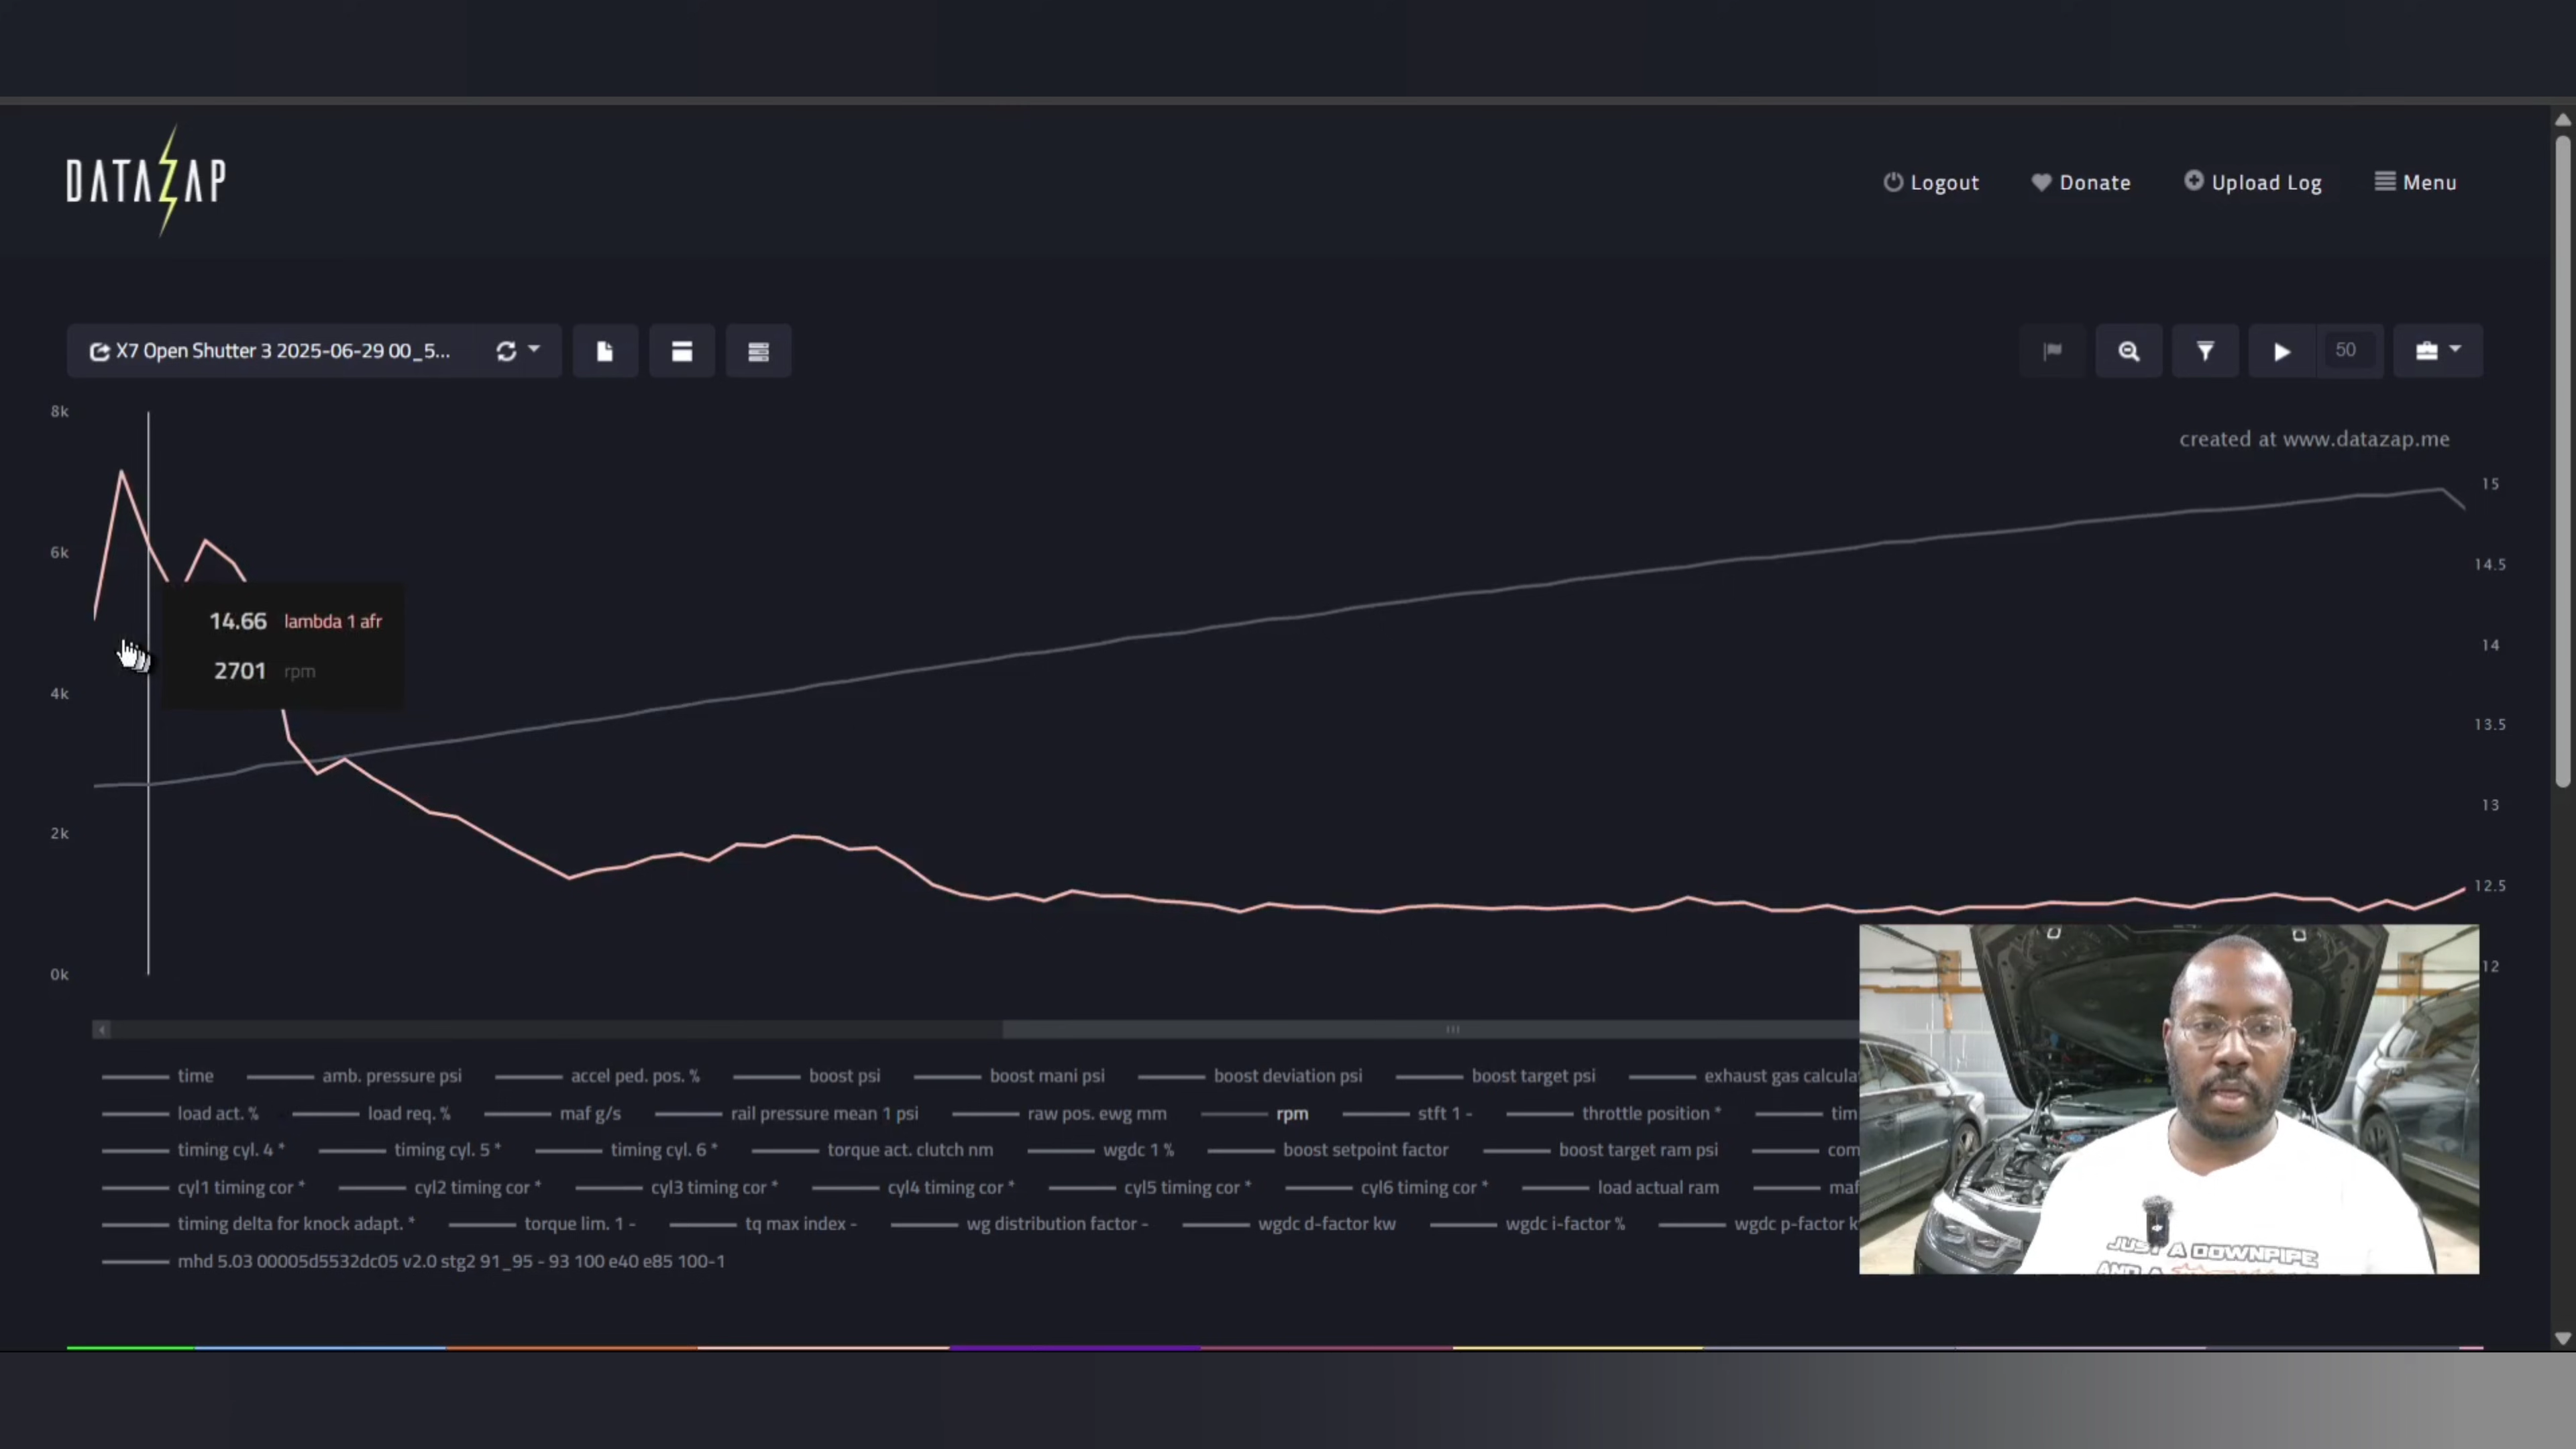 DATAZAP
Logout Donate Upload Log Menu
X7 Open Shutter 3 2025-06-29 00_5... 50
8k
created at www.datazap.me
15
6k
14.5
14.66 lambda 1 afr
14
2701 rpm
4k
13.5
13
2k
12.5
0k
12
time amb. pressure psi accel ped. pos. % boost psi boost mani psi boost deviation psi boost target psi exhaust gas calcula
load act. % load req. % maf g/s rail pressure mean 1 psi raw pos. ewg mm rpm stft 1 - throttle position * tim
timing cyl. 4 * timing cyl. 5 * timing cyl. 6 * torque act. clutch nm wgdc 1 % boost setpoint factor boost target ram psi com
cyl1 timing cor * cyl2 timing cor * cyl3 timing cor * cyl4 timing cor * cyl5 timing cor * cyl6 timing cor * load actual ram maf
timing delta for knock adapt. * torque lim. 1 - tq max index - wg distribution factor - wgdc d-factor kw wgdc i-factor % wgdc p-factor k
mhd 5.03 00005d5532dc05 v2.0 stg2 91_95 - 93 100 e40 e85 100-1
JUST A DOWNPIPE
AND A